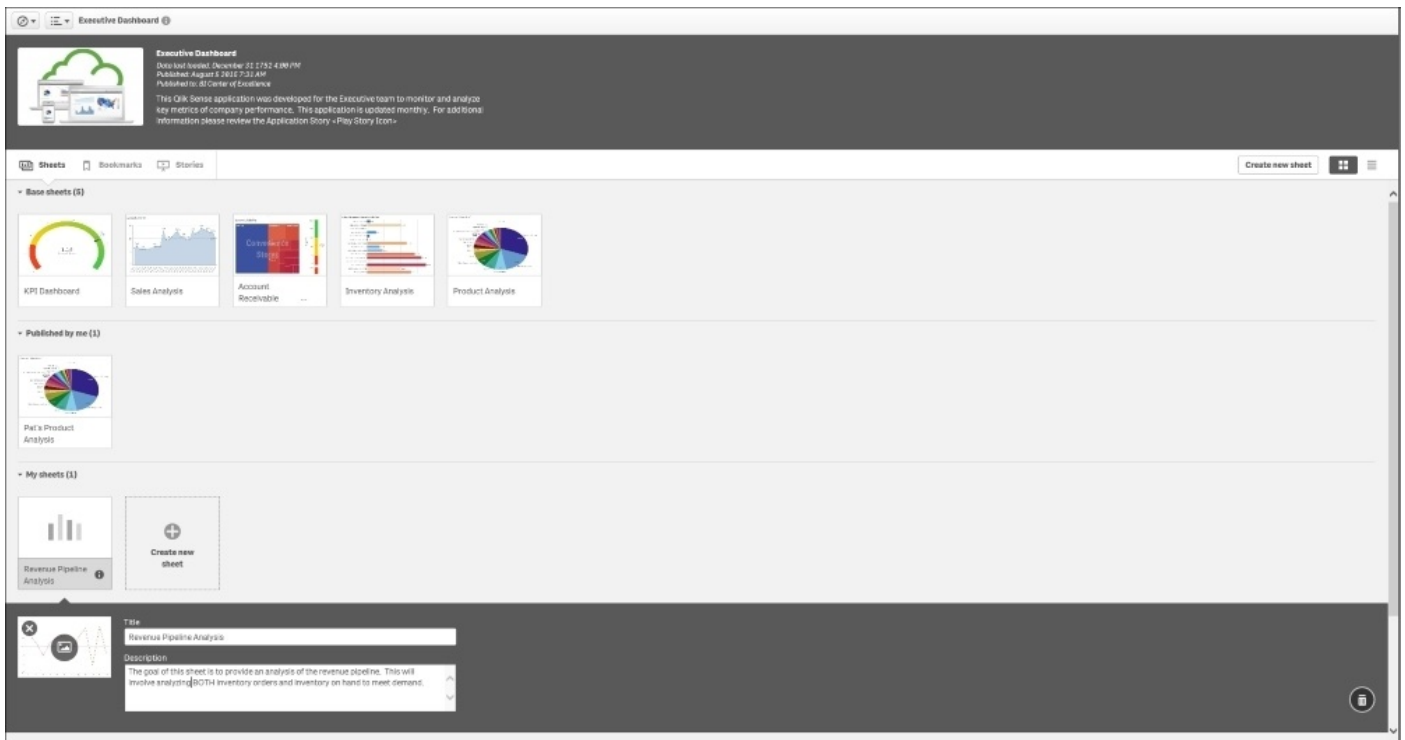 Executive Dashboard
Executive Dashboard
Data last loaded: December 31 1752 4:00 PM
Published: August 5 2015 7:31 AM
Published to: BI Center of Excellence
This Qlik Sense application was developed for the Executive team to monitor and analyze
key metrics of company performance. This application is updated monthly. For additional
information please review the Application Story <Play Story Icon>
Sheets Bookmarks Stories Create new sheet
Base sheets (5)
KPI Dashboard Sales Analysis Account Inventory Analysis Product Analysis
Receivable ...
Published by me (1)
Pat's Product
Analysis
My sheets (1)
Create new
sheet
Revenue Pipeline
Analysis
Title
Revenue Pipeline Analysis
Description
The goal of this sheet is to provide an analysis of the revenue pipeline. This will
involve analyzing BOTH inventory orders and inventory on hand to meet demand.